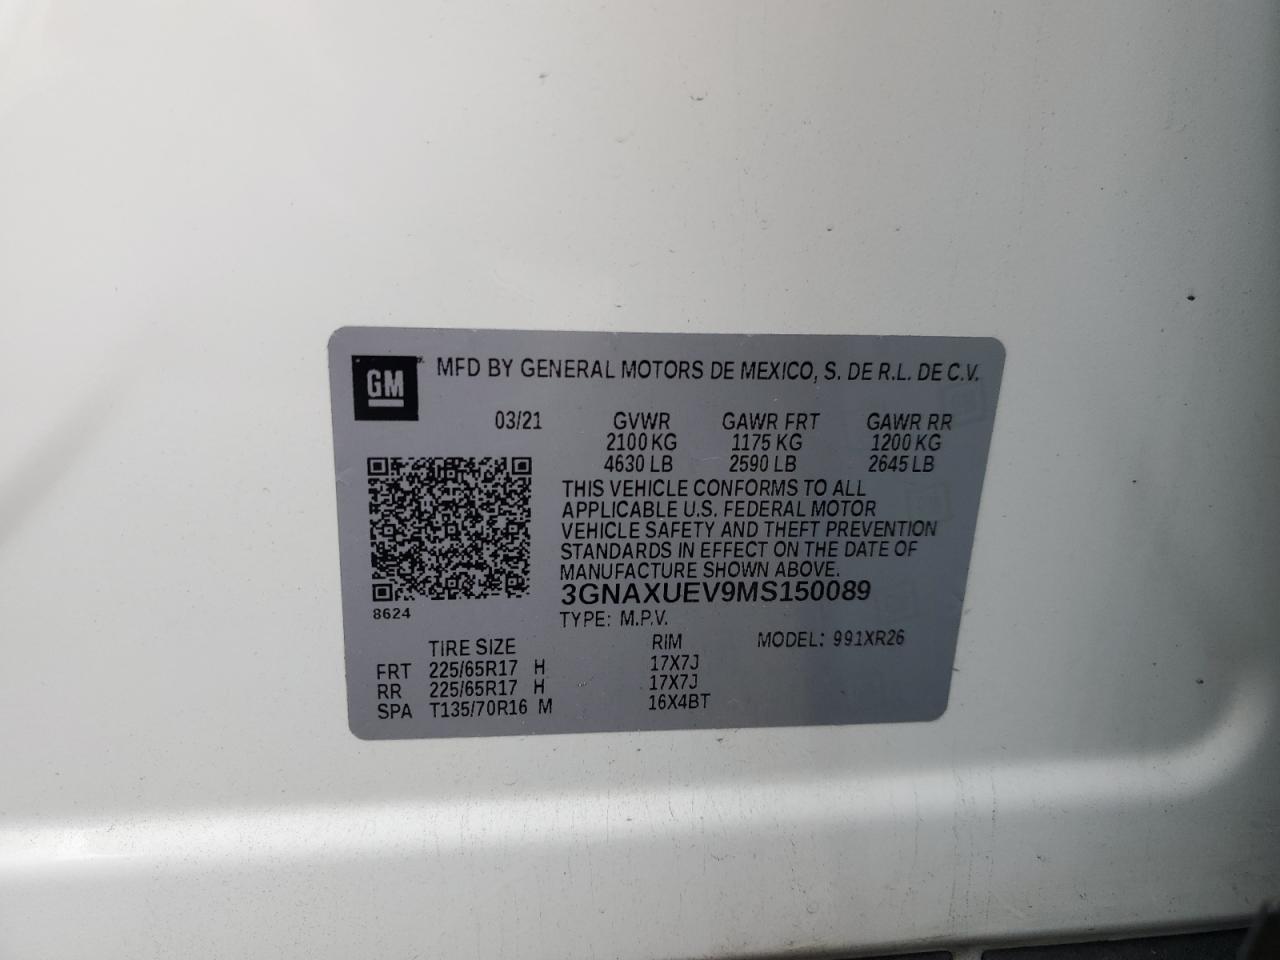 GM
MFD BY GENERAL MOTORS DE MEXICO, S. DE R.L. DE C.V.
03/21 GVWR GAWR FRT GAWR RR
2100 KG 1175 KG 1200 KG
4630 LB 2590 LB 2645 LB
THIS VEHICLE CONFORMS TO ALL
APPLICABLE U.S. FEDERAL MOTOR
VEHICLE SAFETY AND THEFT PREVENTION
STANDARDS IN EFFECT ON THE DATE OF
MANUFACTURE SHOWN ABOVE.
3GNAXUEV9MS150089
8624
TYPE: M.P.V.
TIRE SIZE RIM MODEL: 991XR26
FRT 225/65R17 H 17X7J
RR 225/65R17 H 17X7J
SPA T135/70R16 M 16X4BT